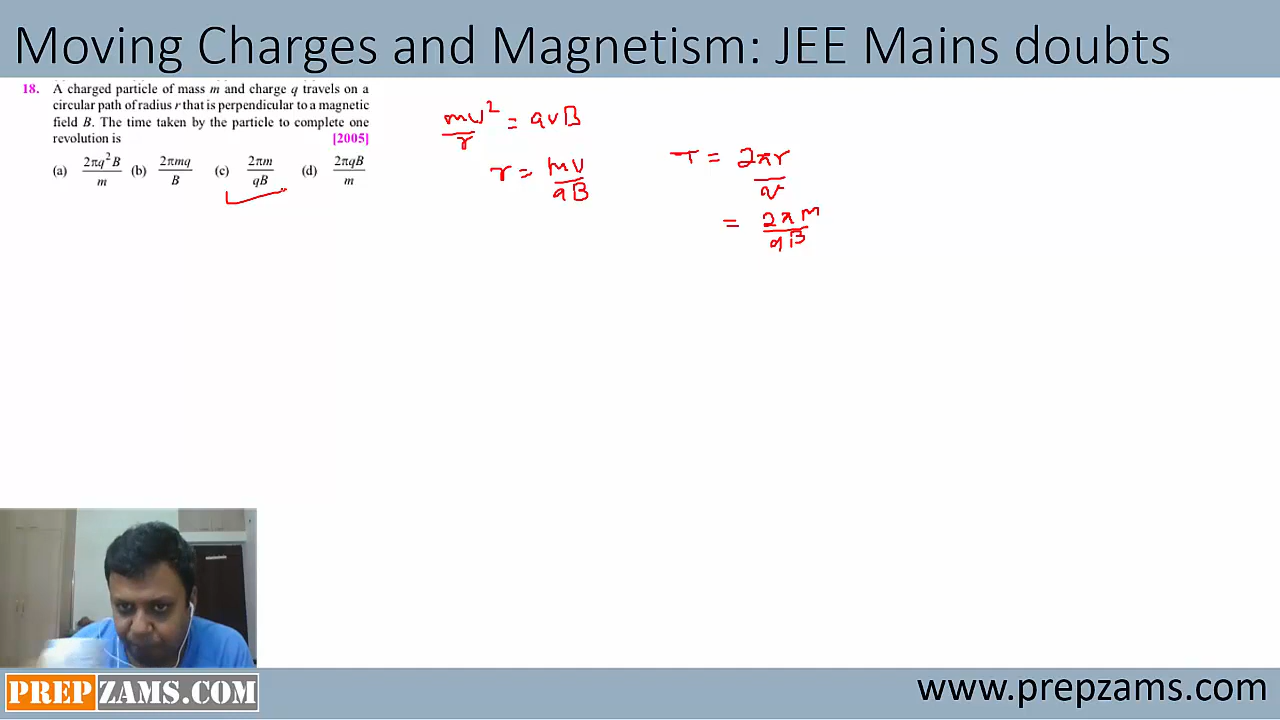 Moving Charges and Magnetism: JEE Mains doubts
18. A charged particle of mass m and charge q travels on a
circular path of radius r that is perpendicular to a magnetic
field B. The time taken by the particle to complete one
revolution is [2005]
(a) 2πq²B/m (b) 2πmq/B (c) 2πm/qB (d) 2πqB/m
mv²/r = qvB
r = mv/qB
T = 2πr/v
= 2πm/qB
PREPZAMS.COM
www.prepzams.com